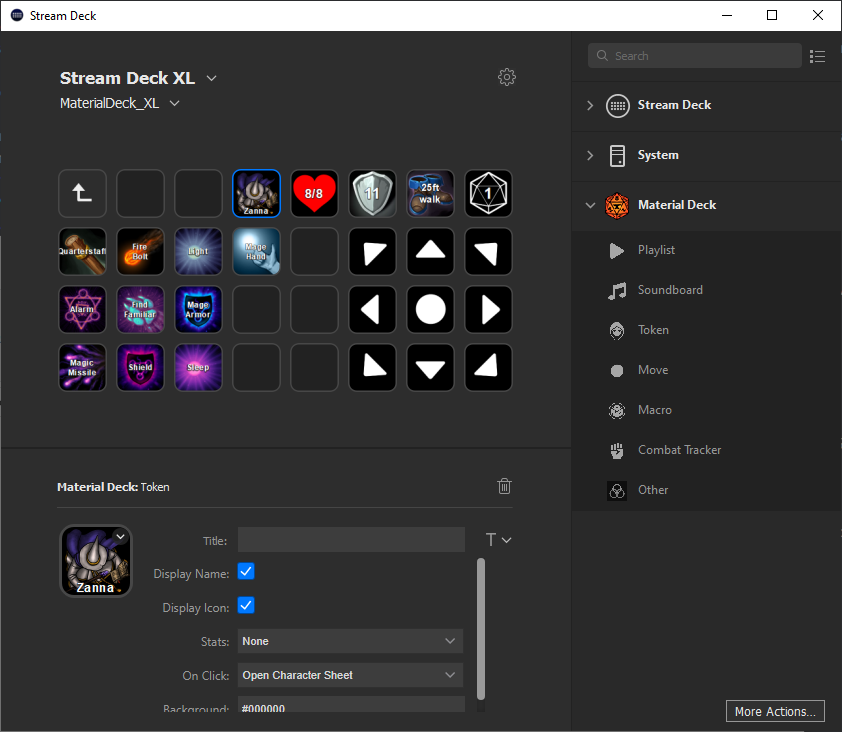 Stream Deck
Stream Deck XL
MaterialDeck_XL
Zanna
8/8
11
25ft
walk
1
Quarterstaff
Fire
Bolt
Light
Mage
Hand
Alarm
Find
Familiar
Mage
Armor
Magic
Missile
Shield
Sleep
Material Deck: Token
Zanna
Title:
T
Display Name:
Display Icon:
Stats:
None
On Click:
Open Character Sheet
Background:
#000000
Search
Stream Deck
System
Material Deck
Playlist
Soundboard
Token
Move
Macro
Combat Tracker
Other
More Actions...